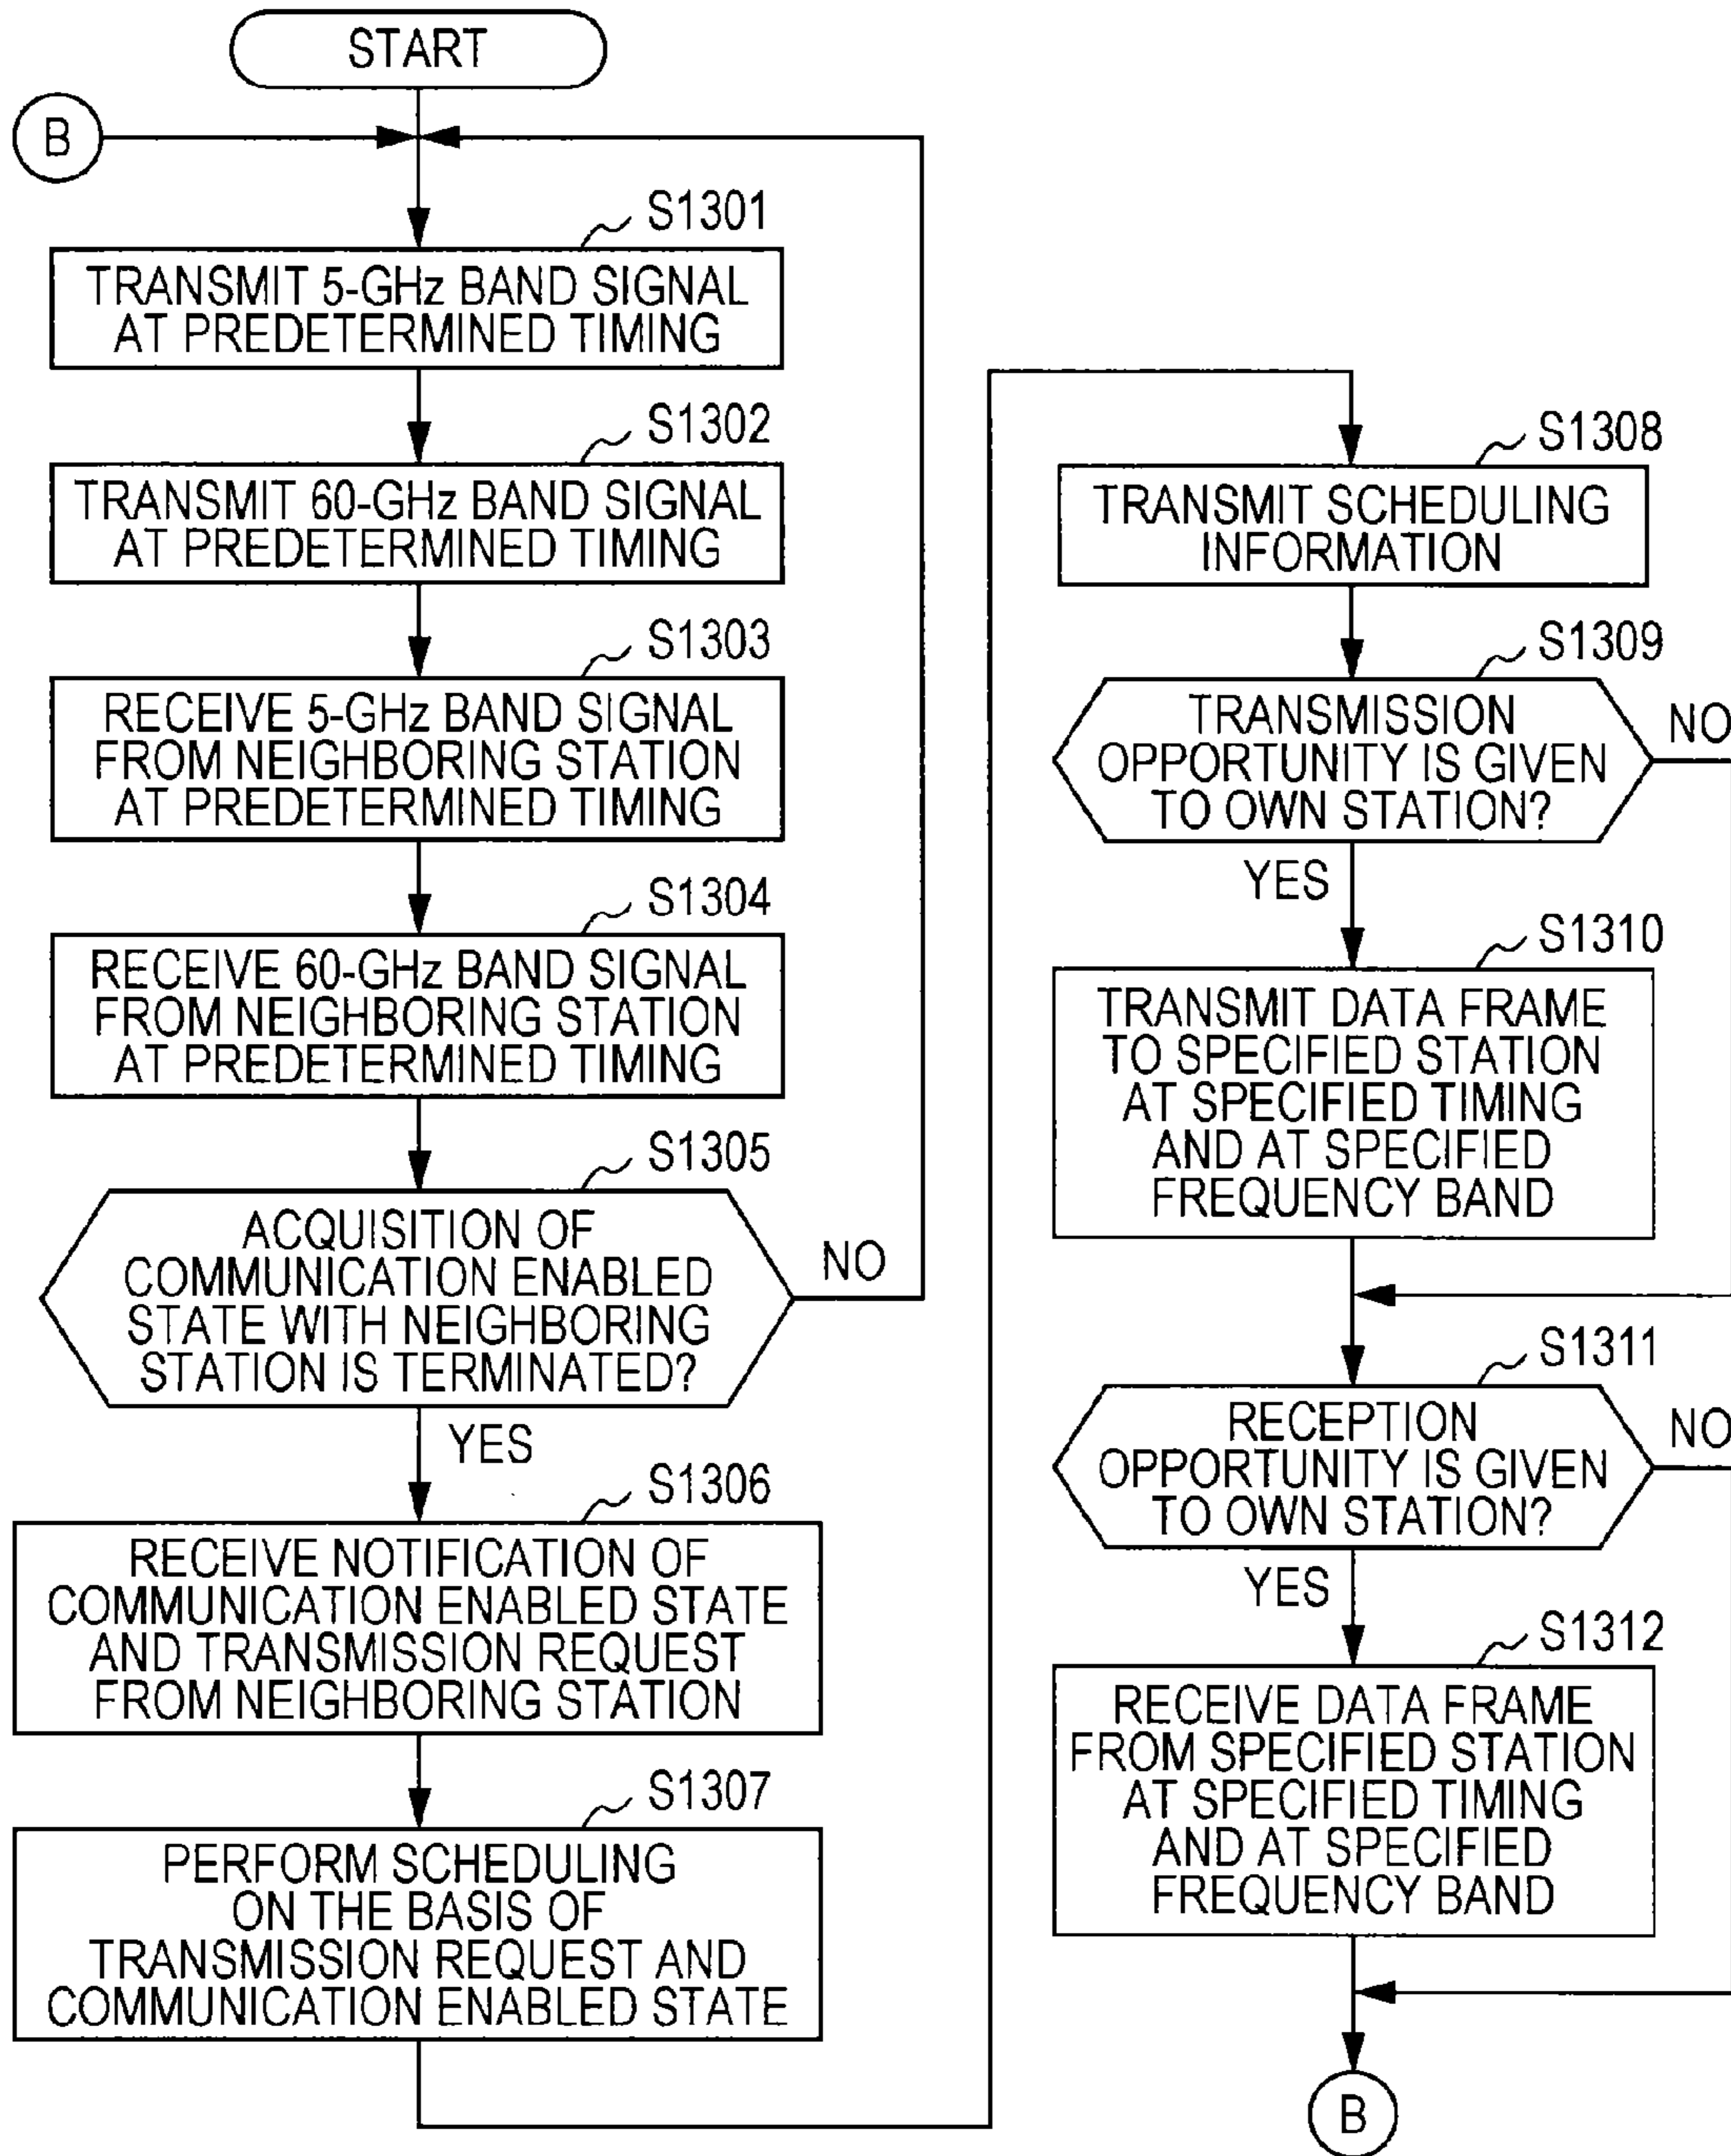 START
B
S1301
TRANSMIT 5-GHz BAND SIGNAL
AT PREDETERMINED TIMING
S1302
TRANSMIT 60-GHz BAND SIGNAL
AT PREDETERMINED TIMING
S1303
RECEIVE 5-GHz BAND SIGNAL
FROM NEIGHBORING STATION
AT PREDETERMINED TIMING
S1304
RECEIVE 60-GHz BAND SIGNAL
FROM NEIGHBORING STATION
AT PREDETERMINED TIMING
S1305
ACQUISITION OF
COMMUNICATION ENABLED
STATE WITH NEIGHBORING
STATION IS TERMINATED?
NO
YES
S1306
RECEIVE NOTIFICATION OF
COMMUNICATION ENABLED STATE
AND TRANSMISSION REQUEST
FROM NEIGHBORING STATION
S1307
PERFORM SCHEDULING
ON THE BASIS OF
TRANSMISSION REQUEST AND
COMMUNICATION ENABLED STATE
S1308
TRANSMIT SCHEDULING
INFORMATION
S1309
TRANSMISSION
OPPORTUNITY IS GIVEN
TO OWN STATION?
NO
YES
S1310
TRANSMIT DATA FRAME
TO SPECIFIED STATION
AT SPECIFIED TIMING
AND AT SPECIFIED
FREQUENCY BAND
S1311
RECEPTION
OPPORTUNITY IS GIVEN
TO OWN STATION?
NO
YES
S1312
RECEIVE DATA FRAME
FROM SPECIFIED STATION
AT SPECIFIED TIMING
AND AT SPECIFIED
FREQUENCY BAND
B